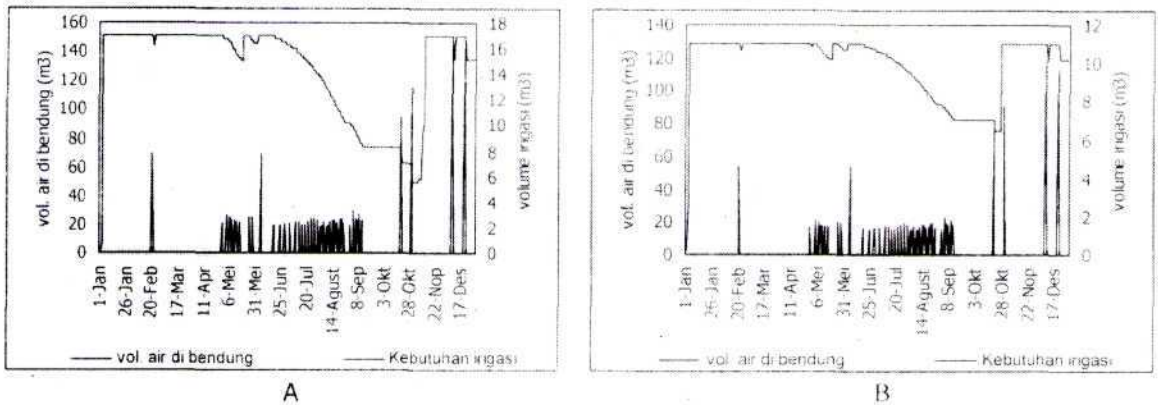 160
140
120
100
80
60
40
20
0
vol. air di bendung (m3)
18
16
14
12
10
8
6
4
2
0
volume irigasi (m3)
1-Jan
26-Jan
20-Feb
17-Mar
11-Apr
6-Mei
31-Mei
25-Jun
20-Jul
14-Agust
8-Sep
3-Okt
28-Okt
22-Nop
17-Des
vol. air di bendung
Kebutuhan irigasi
A
140
120
100
80
60
40
20
0
vol. air di bendung (m3)
12
10
8
6
4
2
0
volume irigasi (m3)
1-Jan
26-Jan
20-Feb
17-Mar
11-Apr
6-Mei
31-Mei
25-Jun
20-Jul
14-Agust
8-Sep
3-Okt
28-Okt
22-Nop
17-Des
vol. air di bendung
Kebutuhan irigasi
B